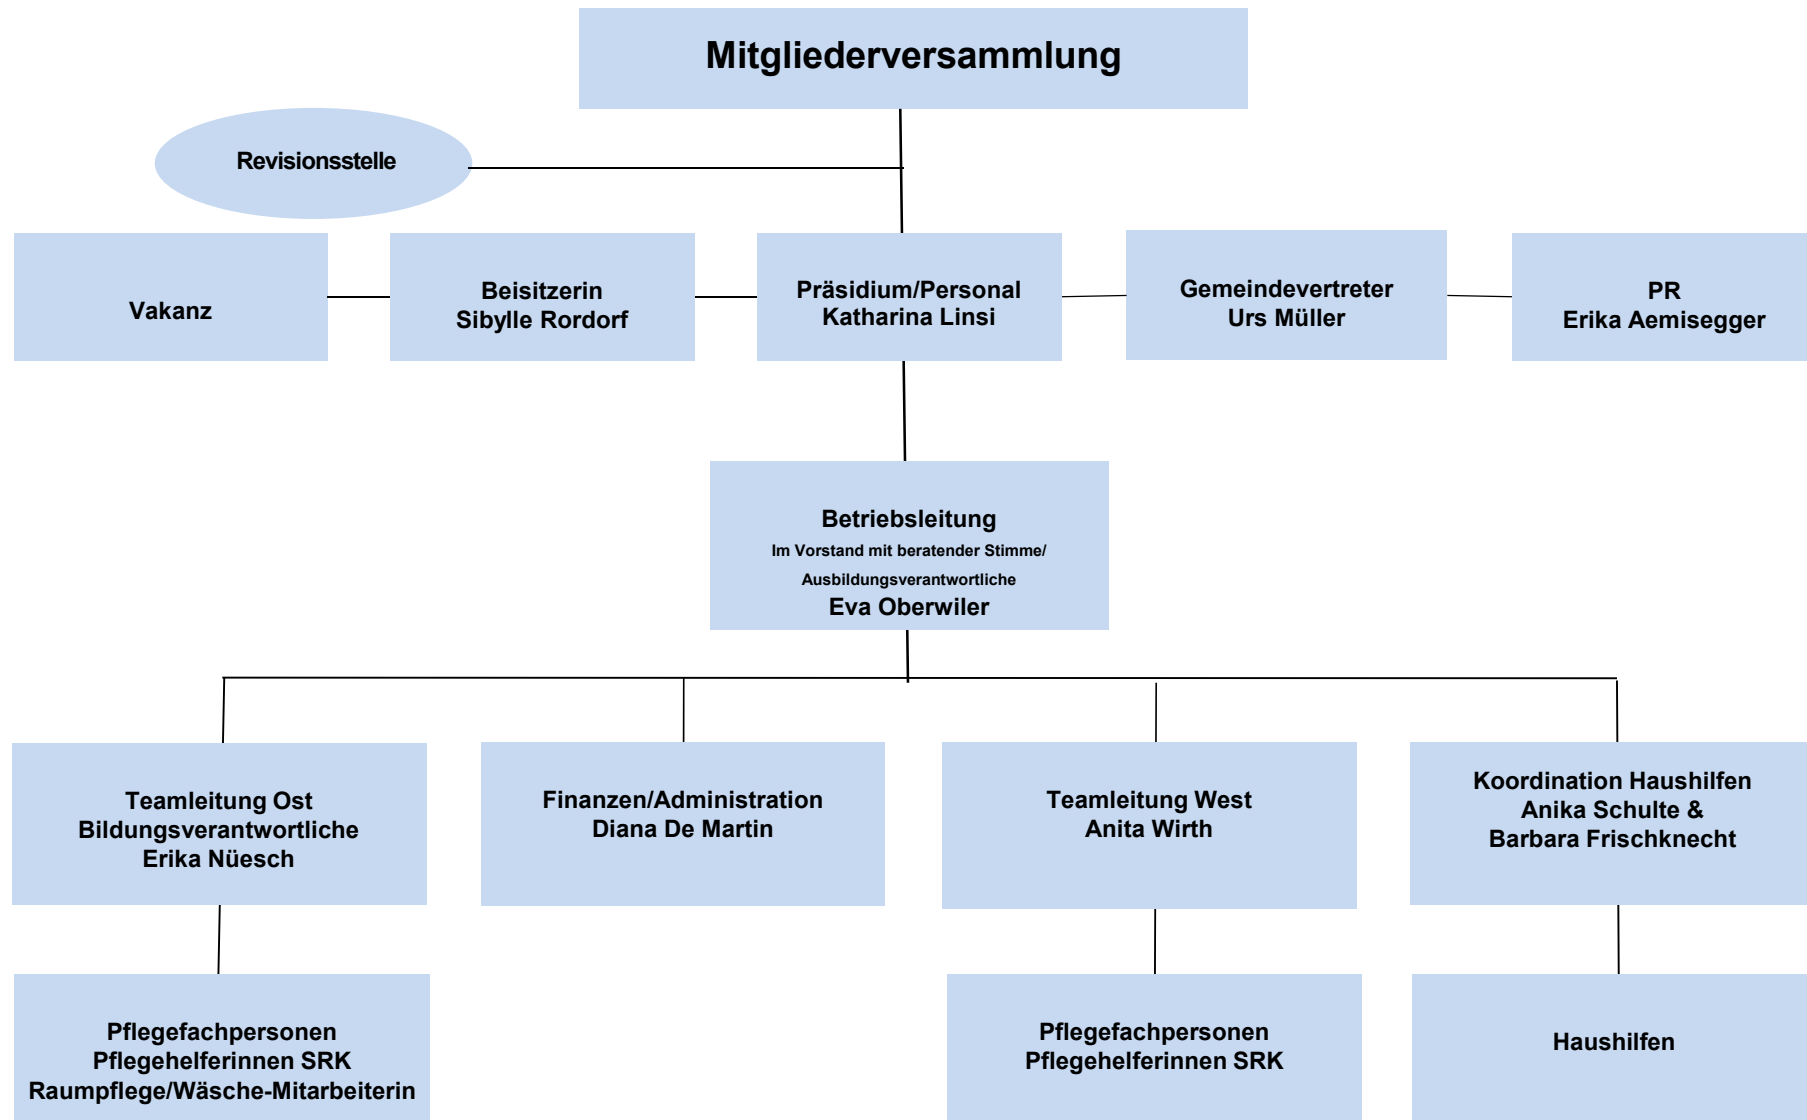 Mitgliederversammlung
Revisionsstelle
Vakanz
Beisitzerin
Sibylle Rordorf
Präsidium/Personal
Katharina Linsi
Gemeindevertreter
Urs Müller
PR
Erika Aemisegger
Betriebsleitung
Im Vorstand mit beratender Stimme/
Ausbildungsverantwortliche
Eva Oberwiler
Teamleitung Ost
Bildungsverantwortliche
Erika Nüesch
Finanzen/Administration
Diana De Martin
Teamleitung West
Anita Wirth
Koordination Haushilfen
Anika Schulte &
Barbara Frischknecht
Pflegefachpersonen
Pflegehelferinnen SRK
Raumpflege/Wäsche-Mitarbeiterin
Pflegefachpersonen
Pflegehelferinnen SRK
Haushilfen